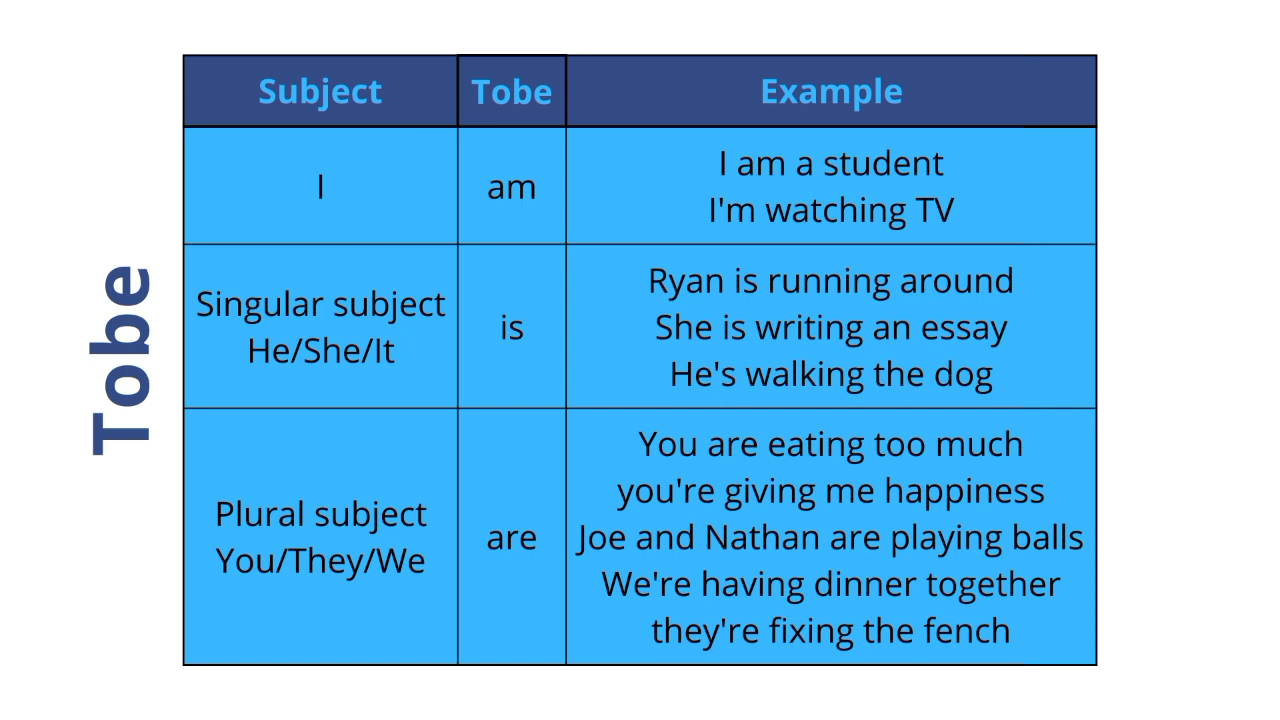 Tobe
Subject
Tobe
Example
I
am
I am a student
I'm watching TV
Singular subject
He/She/It
is
Ryan is running around
She is writing an essay
He's walking the dog
Plural subject
You/They/We
are
You are eating too much
you're giving me happiness
Joe and Nathan are playing balls
We're having dinner together
they're fixing the fench